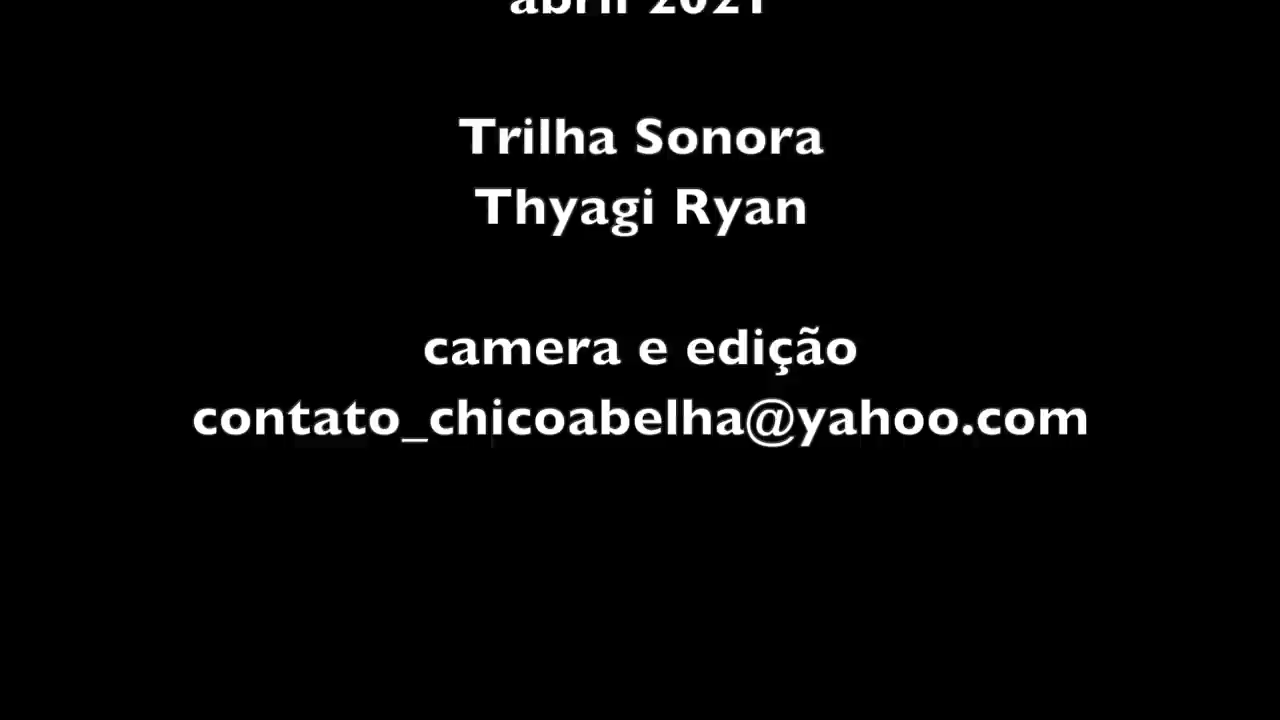 abril 2021
Trilha Sonora
Thyagi Ryan
camera e edição
contato_chicoabelha@yahoo.com